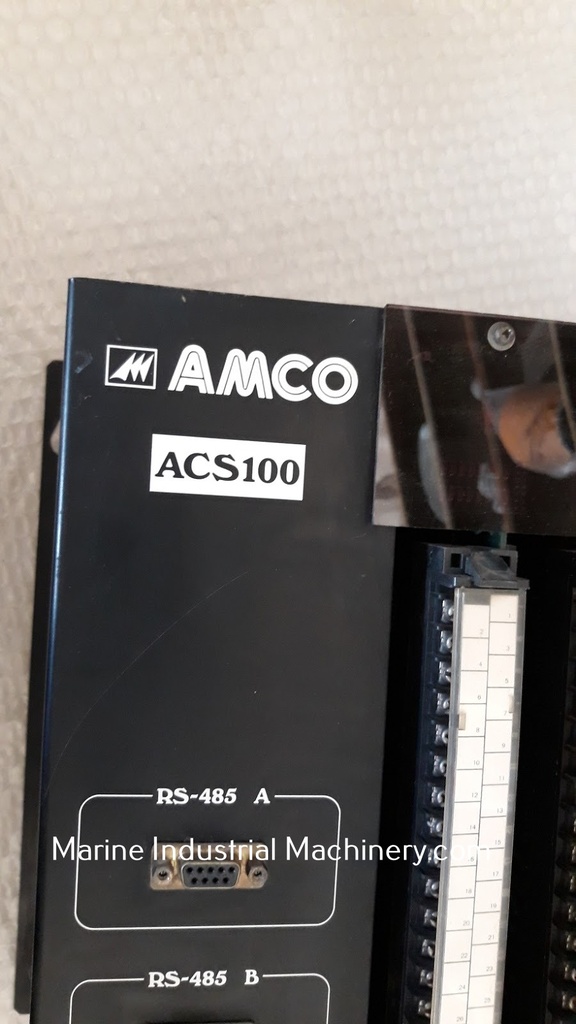 AMCO
ACS100
RS-485 A
Marine Industrial Machinery.com
RS-485 B